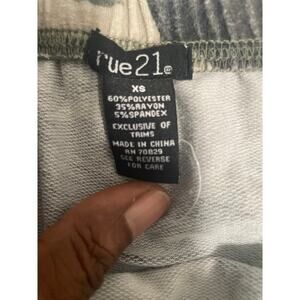 rue21®
XS
60%POLYESTER
35%RAYON
5%SPANDEX
EXCLUSIVE OF
TRIMS
MADE IN CHINA
RN 70829
SEE REVERSE
FOR CARE